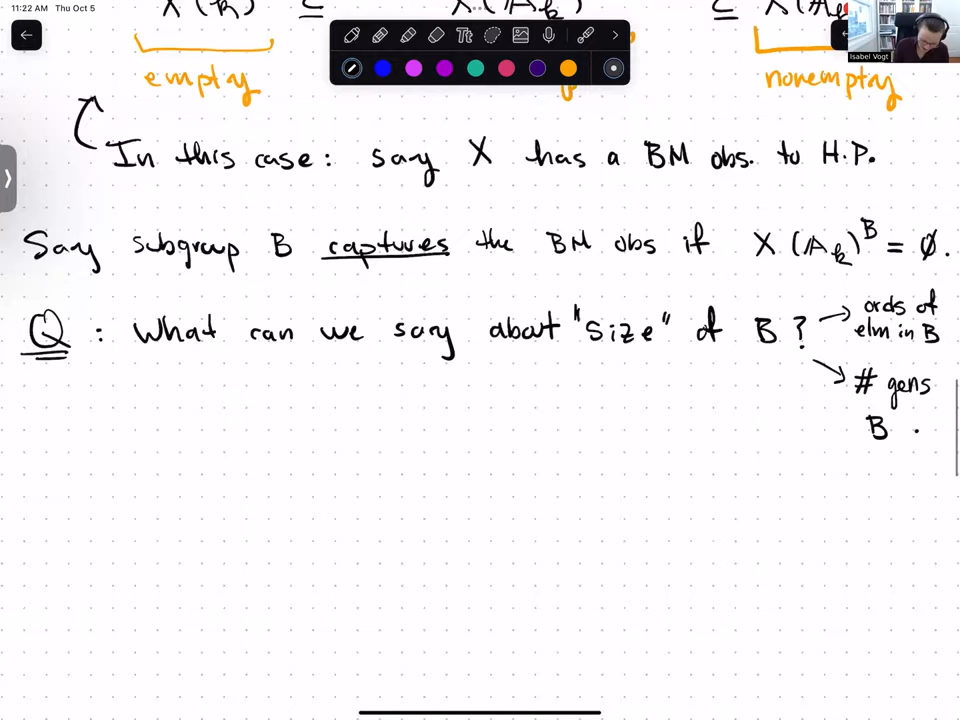 11:22 AM Thu Oct 5
X(k) ⊆ X(𝔸_k) ⊆ X(𝔸_k
Isabel Vogt
empty
nonempty
In this case: say X has a BM obs. to H.P.
Say subgroup B captures the BM obs if X(𝔸_k)^B = ∅.
Q: What can we say about "size" of B?
→ ords of
elm in B
→ # gens
B